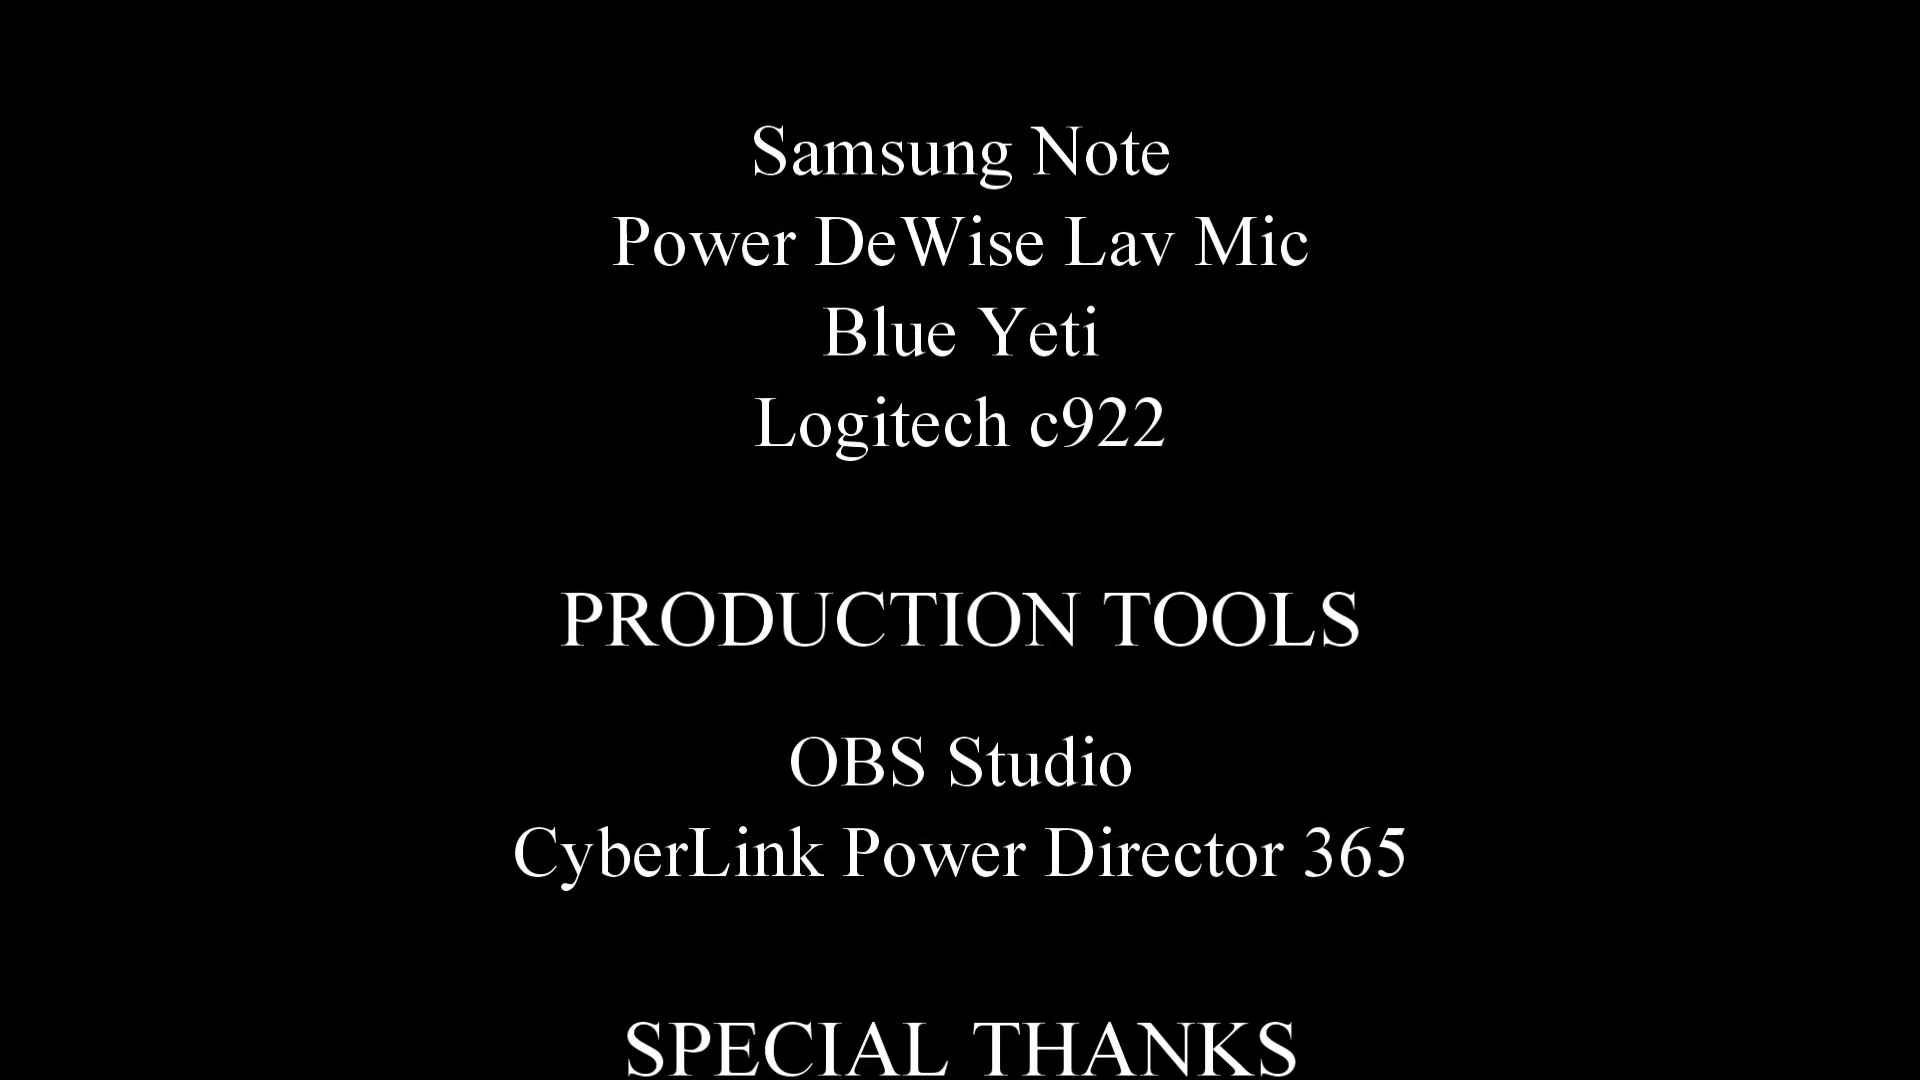 Samsung Note
Power DeWise Lav Mic
Blue Yeti
Logitech c922
PRODUCTION TOOLS
OBS Studio
CyberLink Power Director 365
SPECIAL THANKS